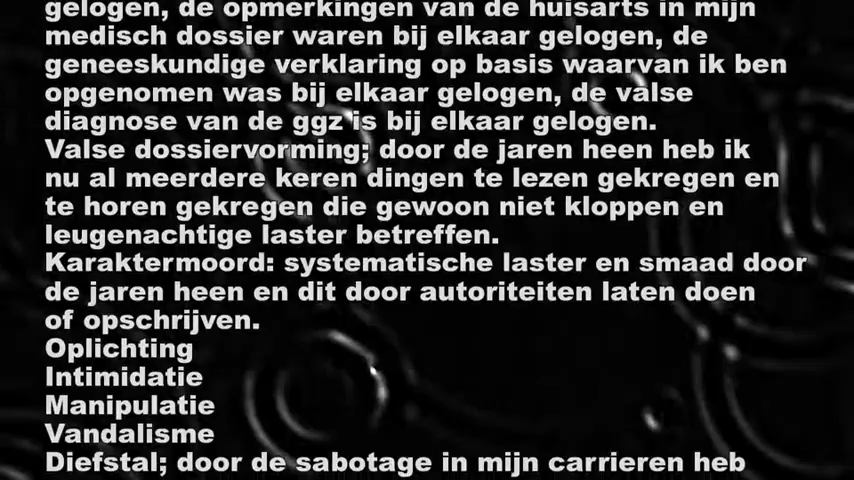 gelogen, de opmerkingen van de huisarts in mijn
medisch dossier waren bij elkaar gelogen, de
geneeskundige verklaring op basis waarvan ik ben
opgenomen was bij elkaar gelogen, de valse
diagnose van de ggz is bij elkaar gelogen.
Valse dossiervorming; door de jaren heen heb ik
nu al meerdere keren dingen te lezen gekregen en
te horen gekregen die gewoon niet kloppen en
leugenachtige laster betreffen.
Karaktermoord: systematische laster en smaad door
de jaren heen en dit door autoriteiten laten doen
of opschrijven.
Oplichting
Intimidatie
Manipulatie
Vandalisme
Diefstal; door de sabotage in mijn carrieren heb